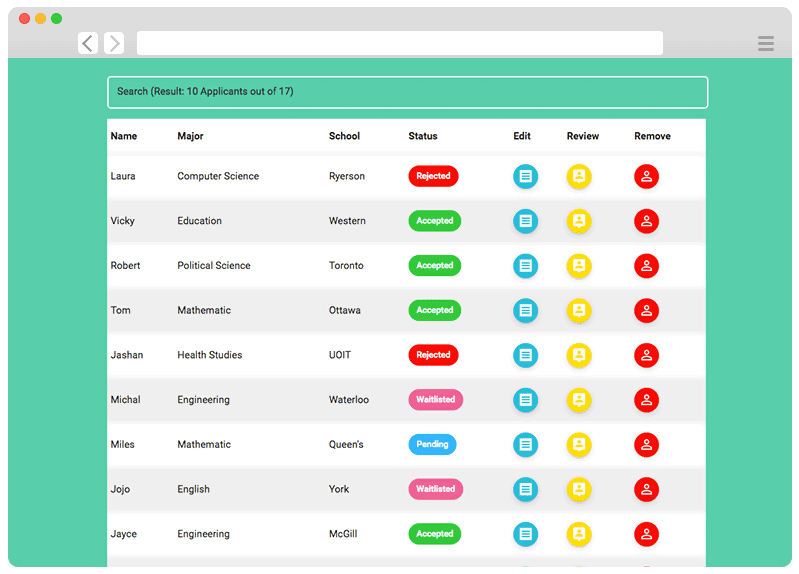 Search (Result: 10 Applicants out of 17)
Name Major School Status Edit Review Remove
Laura Computer Science Ryerson Rejected
Vicky Education Western Accepted
Robert Political Science Toronto Accepted
Tom Mathematic Ottawa Accepted
Jashan Health Studies UOIT Rejected
Michal Engineering Waterloo Waitlisted
Miles Mathematic Queen's Pending
Jojo English York Waitlisted
Jayce Engineering McGill Accepted